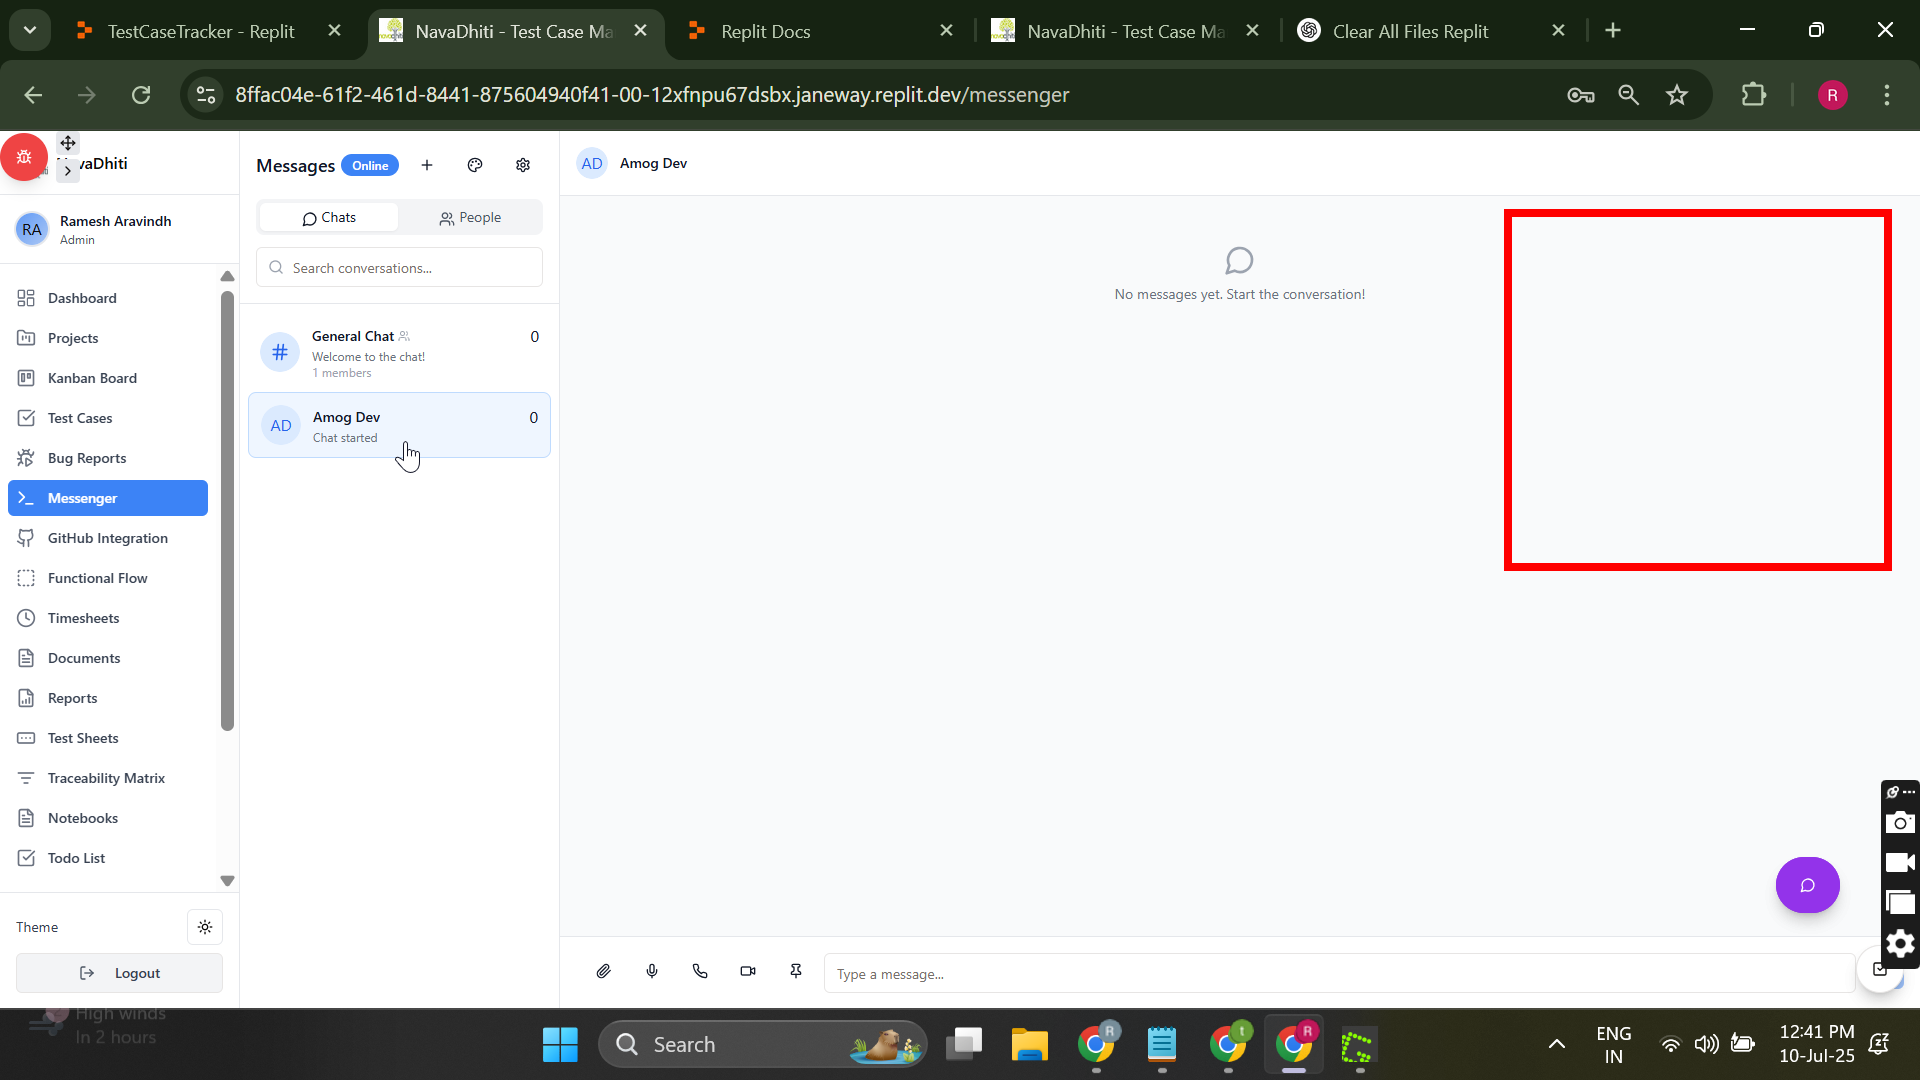 TestCaseTracker - Replit
NavaDhiti - Test Case Ma
Replit Docs
NavaDhiti - Test Case Ma
Clear All Files Replit
8ffac04e-61f2-461d-8441-875604940f41-00-12xfnpu67dsbx.janeway.replit.dev/messenger
R
vaDhiti
RA
Ramesh Aravindh
Admin
Dashboard
Projects
Kanban Board
Test Cases
Bug Reports
Messenger
GitHub Integration
Functional Flow
Timesheets
Documents
Reports
Test Sheets
Traceability Matrix
Notebooks
Todo List
Theme
Logout
Messages
Online
Chats
People
Search conversations...
#
General Chat
0
Welcome to the chat!
1 members
AD
Amog Dev
0
Chat started
AD
Amog Dev
No messages yet. Start the conversation!
Type a message...
High winds
In 2 hours
Search
R
t
R
ENG
IN
12:41 PM
10-Jul-25